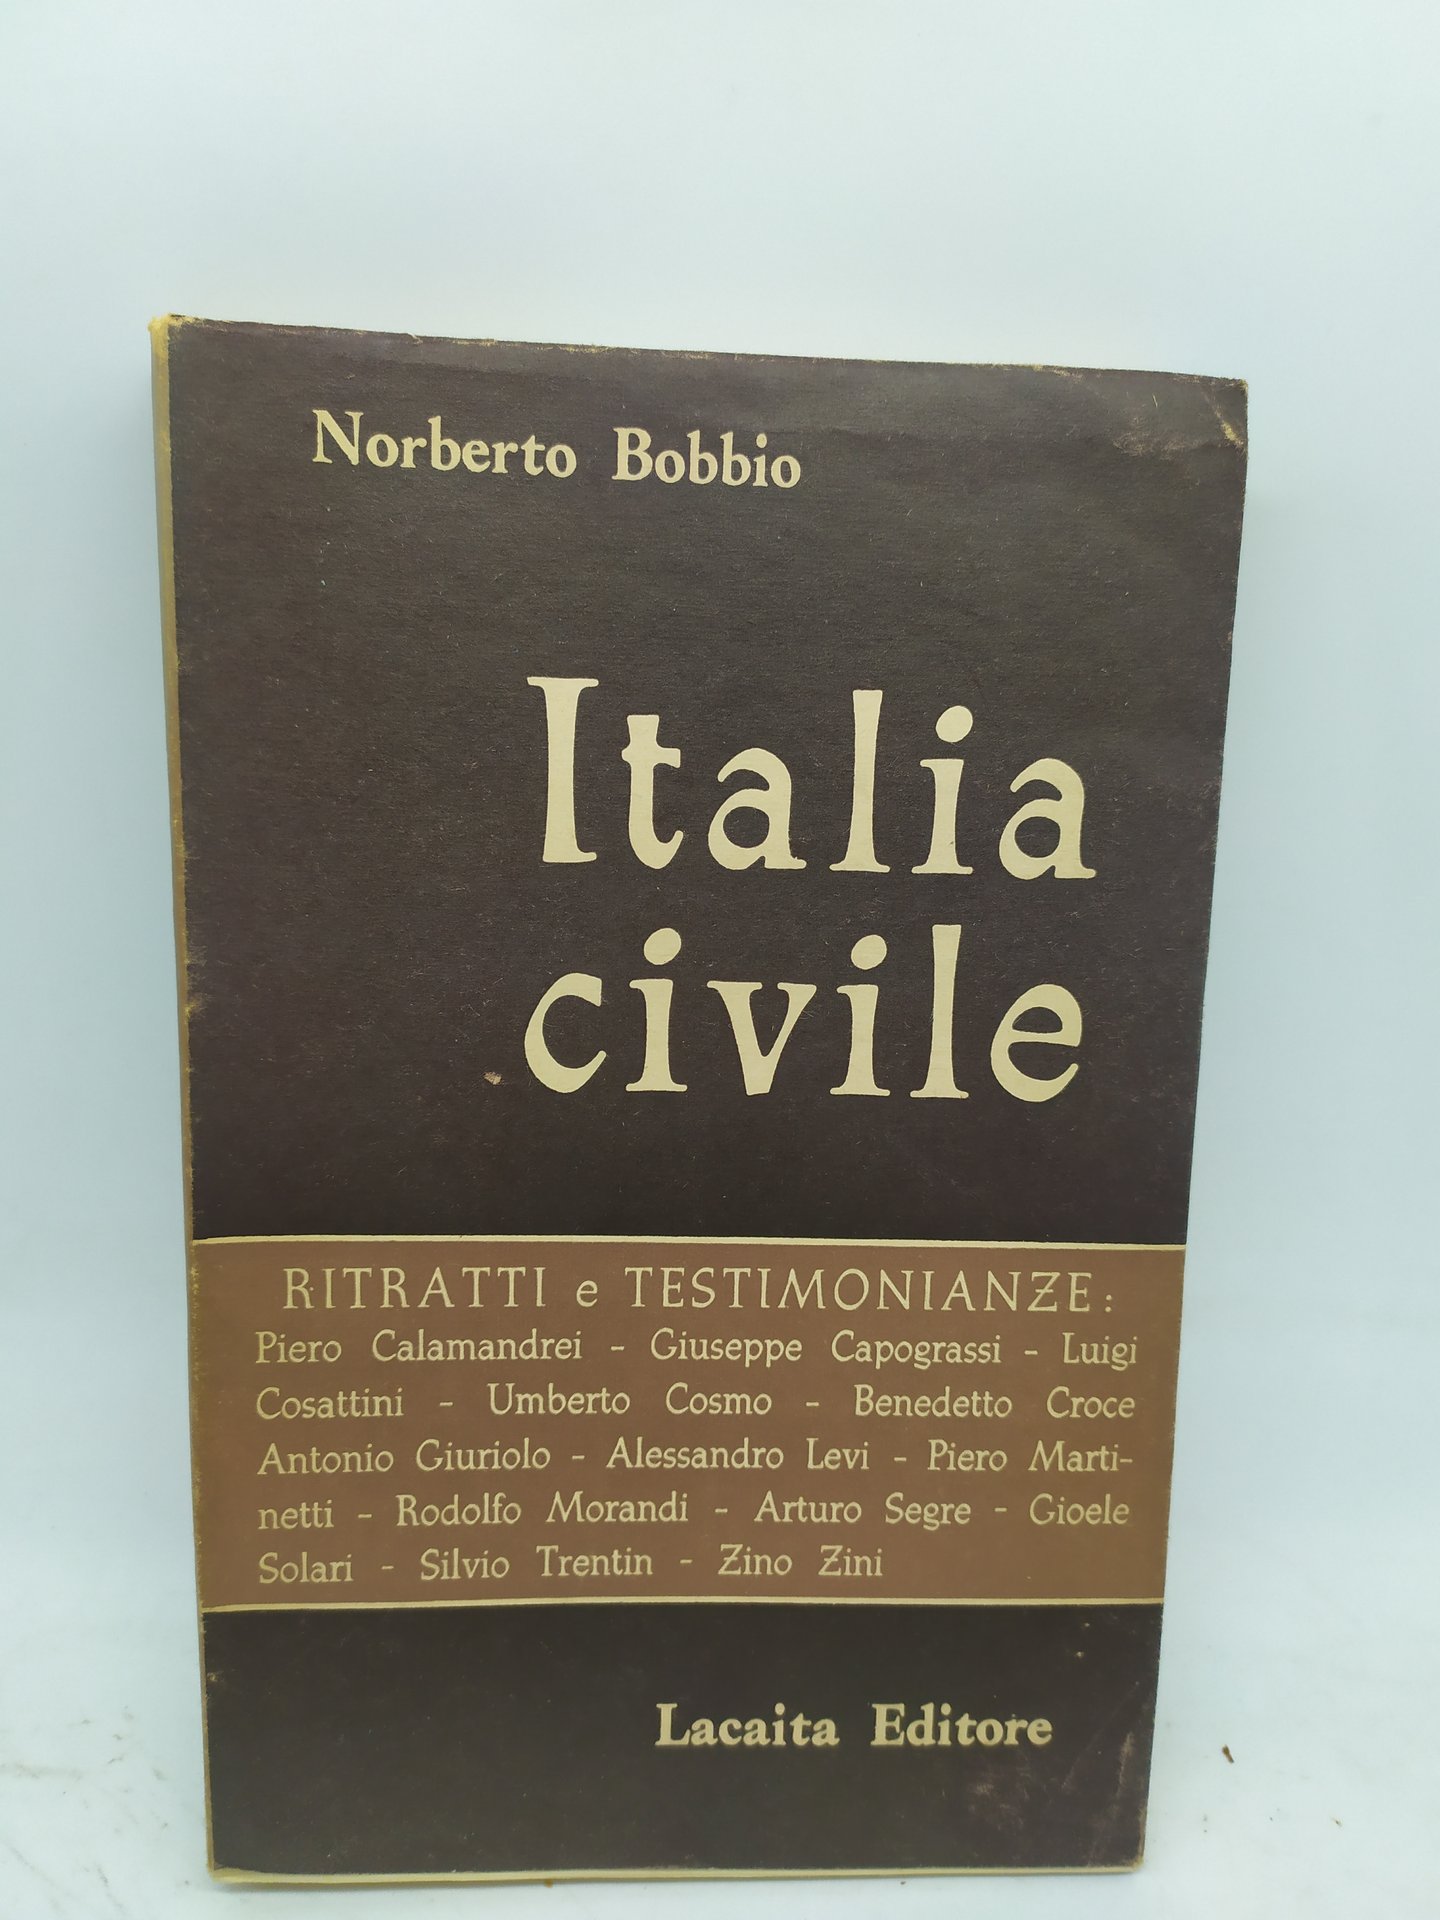 Norberto Bobbio
Italia
civile
RITRATTI e TESTIMONIANZE:
Piero Calamandrei - Giuseppe Capograssi - Luigi
Cosattini - Umberto Cosmo - Benedetto Croce
Antonio Giuriolo - Alessandro Levi - Piero Marti-
netti - Rodolfo Morandi - Arturo Segre - Gioele
Solari - Silvio Trentin - Zino Zini
Lacaita Editore